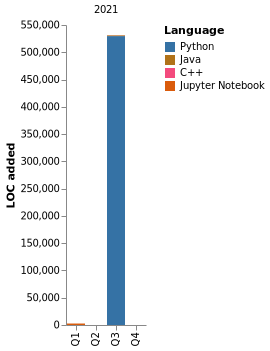 2021
Language
Python
Java
C++
Jupyter Notebook
LOC added
550,000
500,000
450,000
400,000
350,000
300,000
250,000
200,000
150,000
100,000
50,000
0
Q1
Q2
Q3
Q4